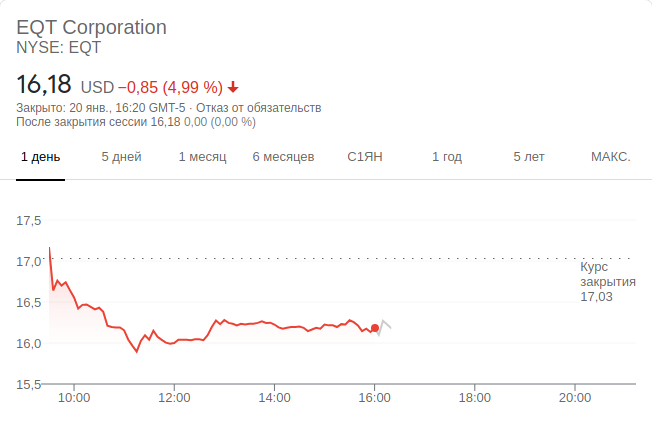 EQT Corporation
NYSE: EQT
16,18 USD −0,85 (4,99 %)
Закрыто: 20 янв., 16:20 GMT-5 · Отказ от обязательств
После закрытия сессии 16,18 0,00 (0,00 %)
1 день 5 дней 1 месяц 6 месяцев С1ЯН 1 год 5 лет МАКС.
17,5
17,0
Курс
закрытия
17,03
16,5
16,0
15,5
10:00 12:00 14:00 16:00 18:00 20:00